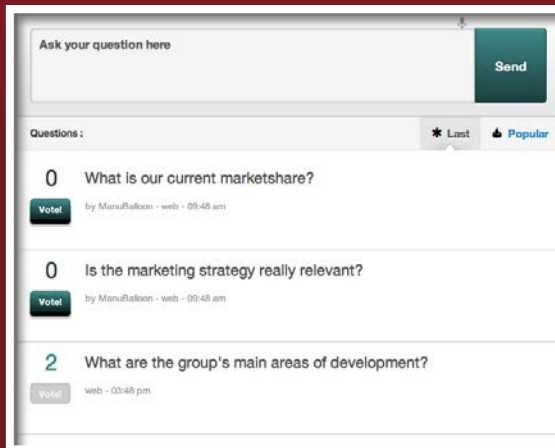 Ask your question here
Send
Questions :
✱ Last
Popular
0
What is our current marketshare?
Vote!
by ManuBalloon - web - 09:48 am
0
Is the marketing strategy really relevant?
Vote!
by ManuBalloon - web - 09:48 am
2
What are the group's main areas of development?
Vote!
web - 03:48 pm